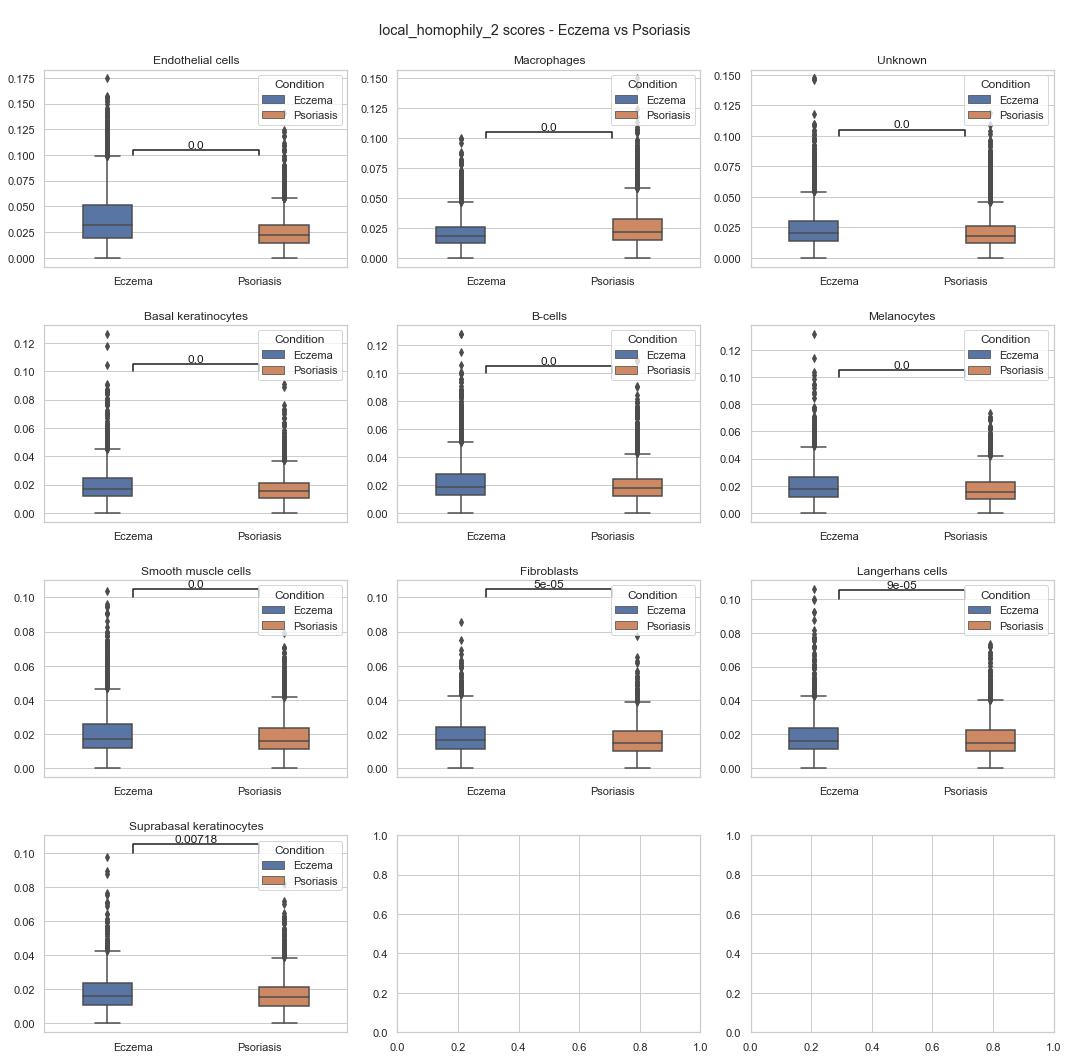 local_homophily_2 scores - Eczema vs Psoriasis
Endothelial cells
0.175
0.150
0.125
0.100
0.075
0.050
0.025
0.000
0.0
Condition
Eczema
Psoriasis
Eczema
Psoriasis
Macrophages
0.150
0.125
0.100
0.075
0.050
0.025
0.000
0.0
Condition
Eczema
Psoriasis
Eczema
Psoriasis
Unknown
0.150
0.125
0.100
0.075
0.050
0.025
0.000
0.0
Condition
Eczema
Psoriasis
Eczema
Psoriasis
Basal keratinocytes
0.12
0.10
0.08
0.06
0.04
0.02
0.00
0.0
Condition
Eczema
Psoriasis
Eczema
Psoriasis
B-cells
0.12
0.10
0.08
0.06
0.04
0.02
0.00
0.0
Condition
Eczema
Psoriasis
Eczema
Psoriasis
Melanocytes
0.12
0.10
0.08
0.06
0.04
0.02
0.00
0.0
Condition
Eczema
Psoriasis
Eczema
Psoriasis
Smooth muscle cells
0.10
0.08
0.06
0.04
0.02
0.00
0.0
Condition
Eczema
Psoriasis
Eczema
Psoriasis
Fibroblasts
0.10
0.08
0.06
0.04
0.02
0.00
5e-05
Condition
Eczema
Psoriasis
Eczema
Psoriasis
Langerhans cells
0.10
0.08
0.06
0.04
0.02
0.00
9e-05
Condition
Eczema
Psoriasis
Eczema
Psoriasis
Suprabasal keratinocytes
0.10
0.08
0.06
0.04
0.02
0.00
0.00718
Condition
Eczema
Psoriasis
Eczema
Psoriasis
1.0
0.8
0.6
0.4
0.2
0.0
0.0 0.2 0.4 0.6 0.8 1.0
1.0
0.8
0.6
0.4
0.2
0.0
0.0 0.2 0.4 0.6 0.8 1.0